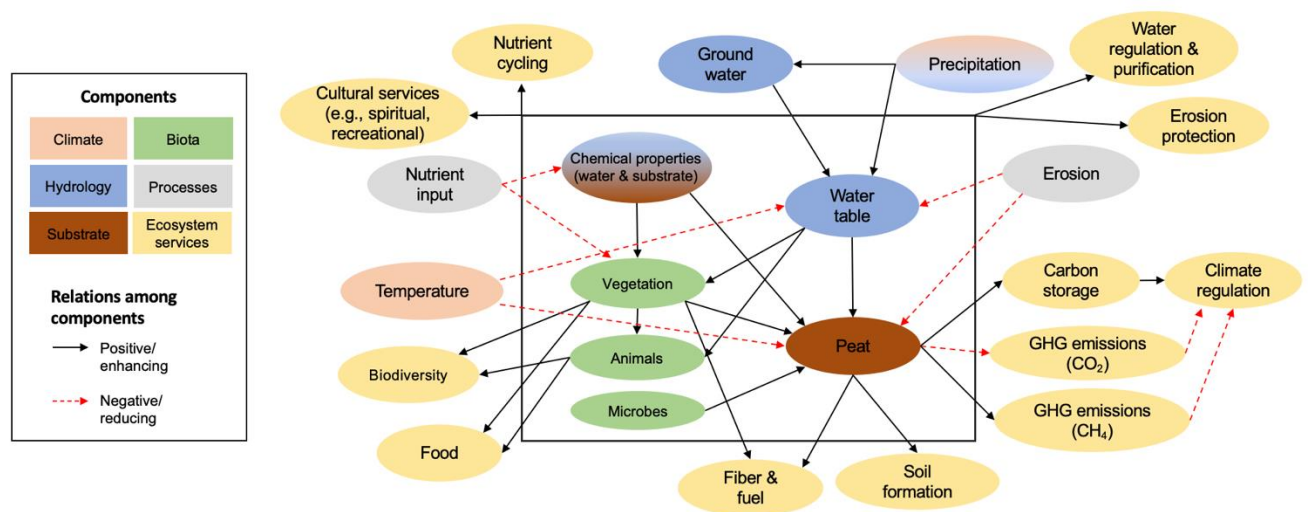 Components
Climate
Biota
Hydrology
Processes
Substrate
Ecosystem
services
Relations among
components
Positive/
enhancing
Negative/
reducing
Nutrient
cycling
Cultural services
(e.g., spiritual,
recreational)
Ground
water
Precipitation
Water
regulation &
purification
Erosion
protection
Nutrient
input
Chemical properties
(water & substrate)
Water
table
Erosion
Temperature
Vegetation
Carbon
storage
Climate
regulation
Biodiversity
Animals
Peat
GHG emissions
(CO₂)
Microbes
GHG emissions
(CH₄)
Food
Fiber &
fuel
Soil
formation